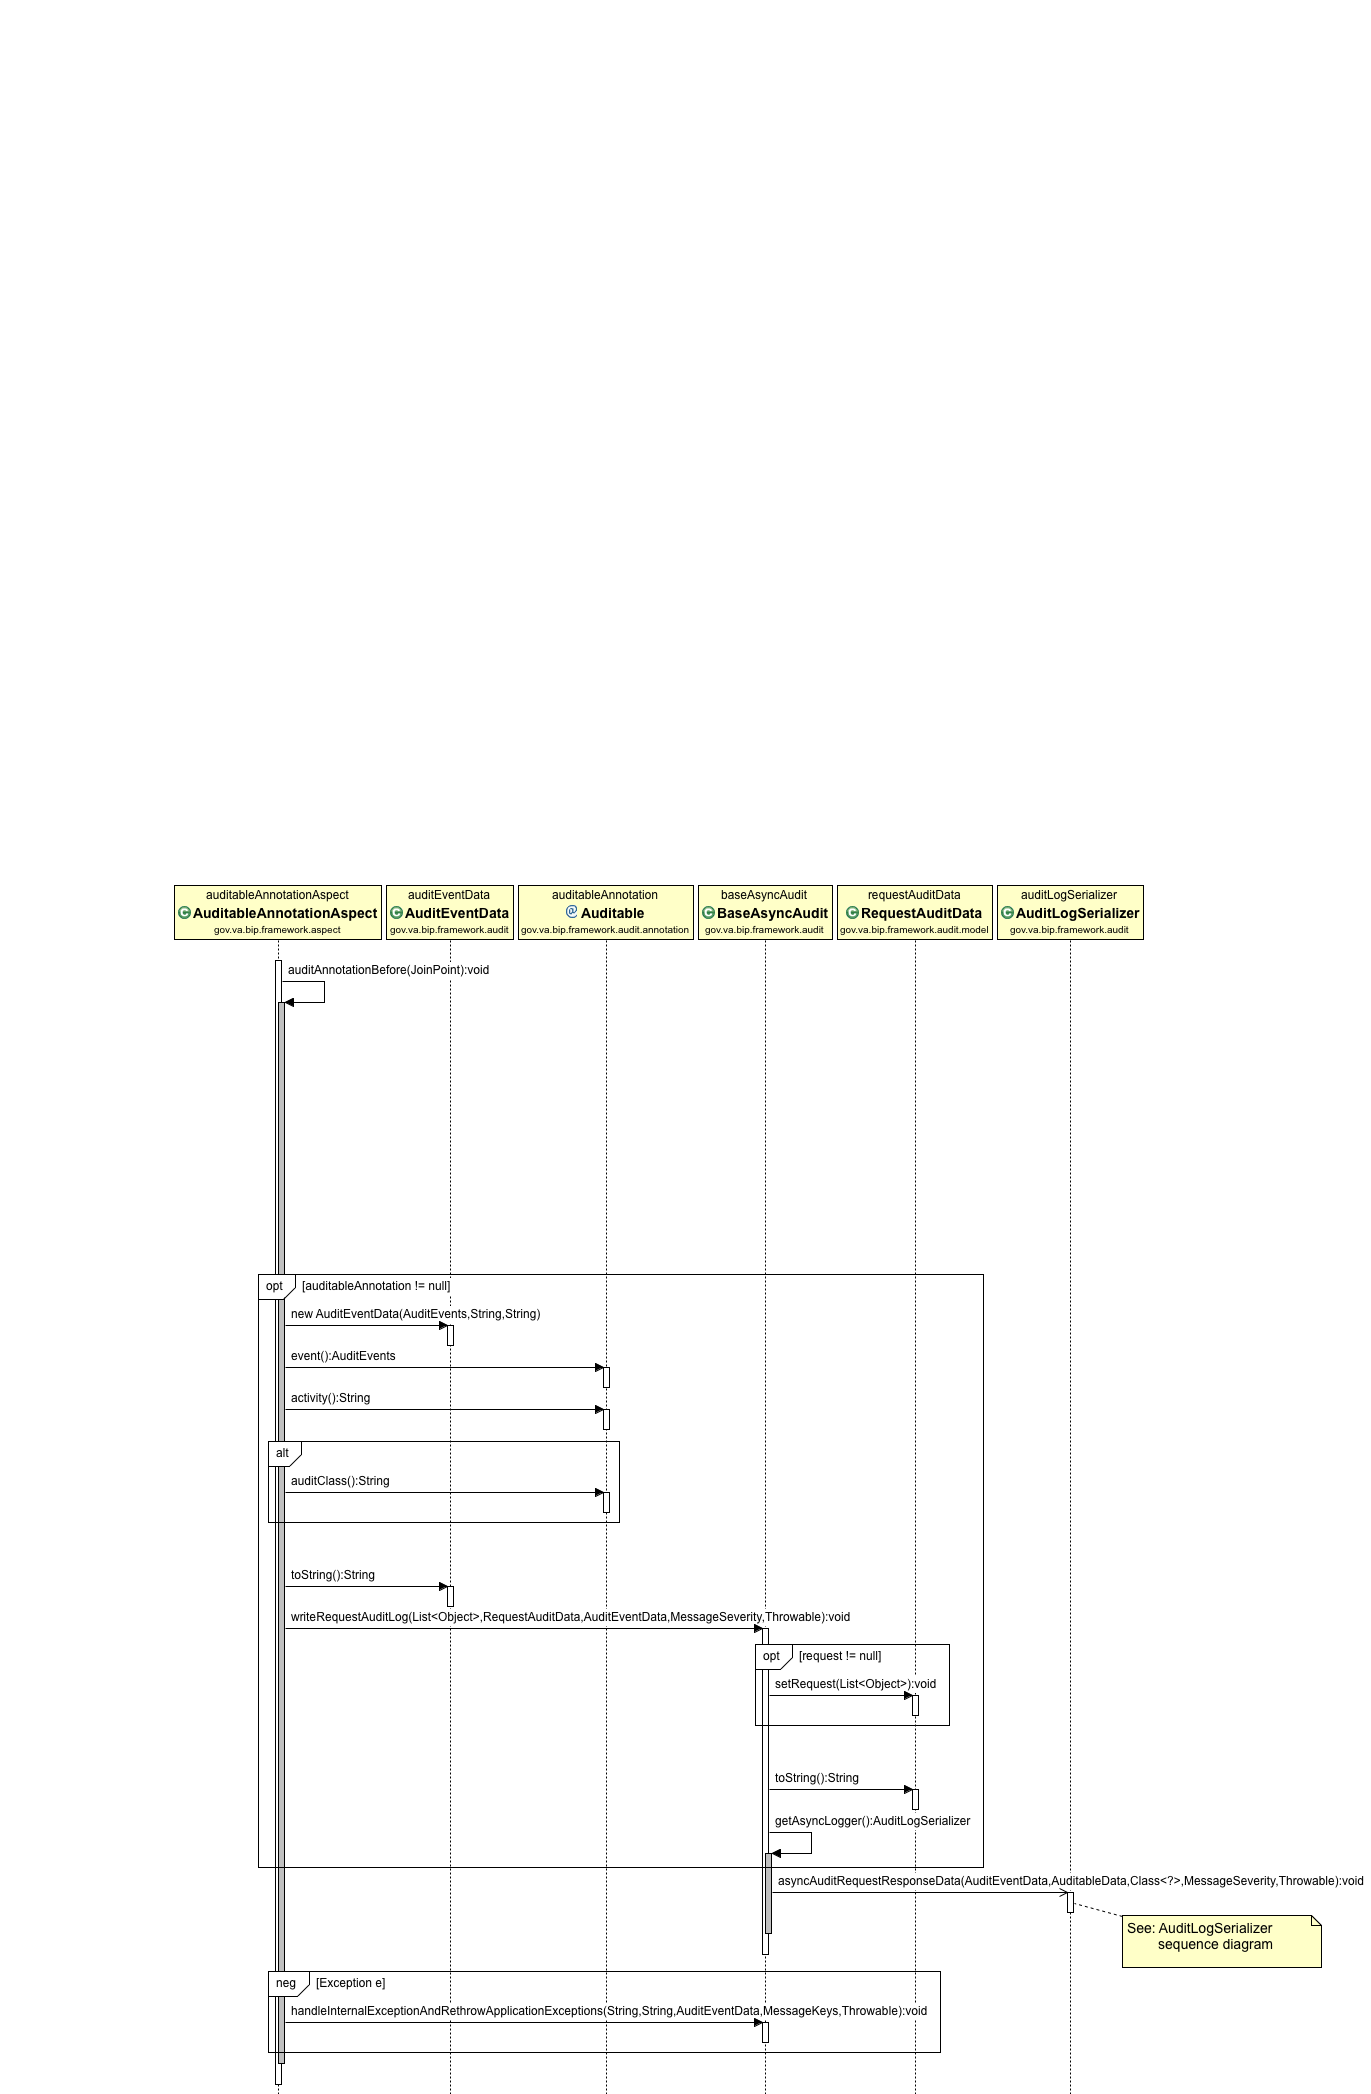 auditableAnnotationAspect
AuditableAnnotationAspect
gov.va.bip.framework.aspect
auditEventData
AuditEventData
gov.va.bip.framework.audit
auditableAnnotation
@ Auditable
gov.va.bip.framework.audit.annotation
baseAsyncAudit
BaseAsyncAudit
gov.va.bip.framework.audit
requestAuditData
RequestAuditData
gov.va.bip.framework.audit.model
auditLogSerializer
AuditLogSerializer
gov.va.bip.framework.audit
auditAnnotationBefore(JoinPoint):void
opt [auditableAnnotation != null]
new AuditEventData(AuditEvents,String,String)
event():AuditEvents
activity():String
alt
auditClass():String
toString():String
writeRequestAuditLog(List<Object>,RequestAuditData,AuditEventData,MessageSeverity,Throwable):void
opt [request != null]
setRequest(List<Object>):void
toString():String
getAsyncLogger():AuditLogSerializer
asyncAuditRequestResponseData(AuditEventData,AuditableData,Class<?>,MessageSeverity,Throwable):void
See: AuditLogSerializer
sequence diagram
neg [Exception e]
handleInternalExceptionAndRethrowApplicationExceptions(String,String,AuditEventData,MessageKeys,Throwable):void